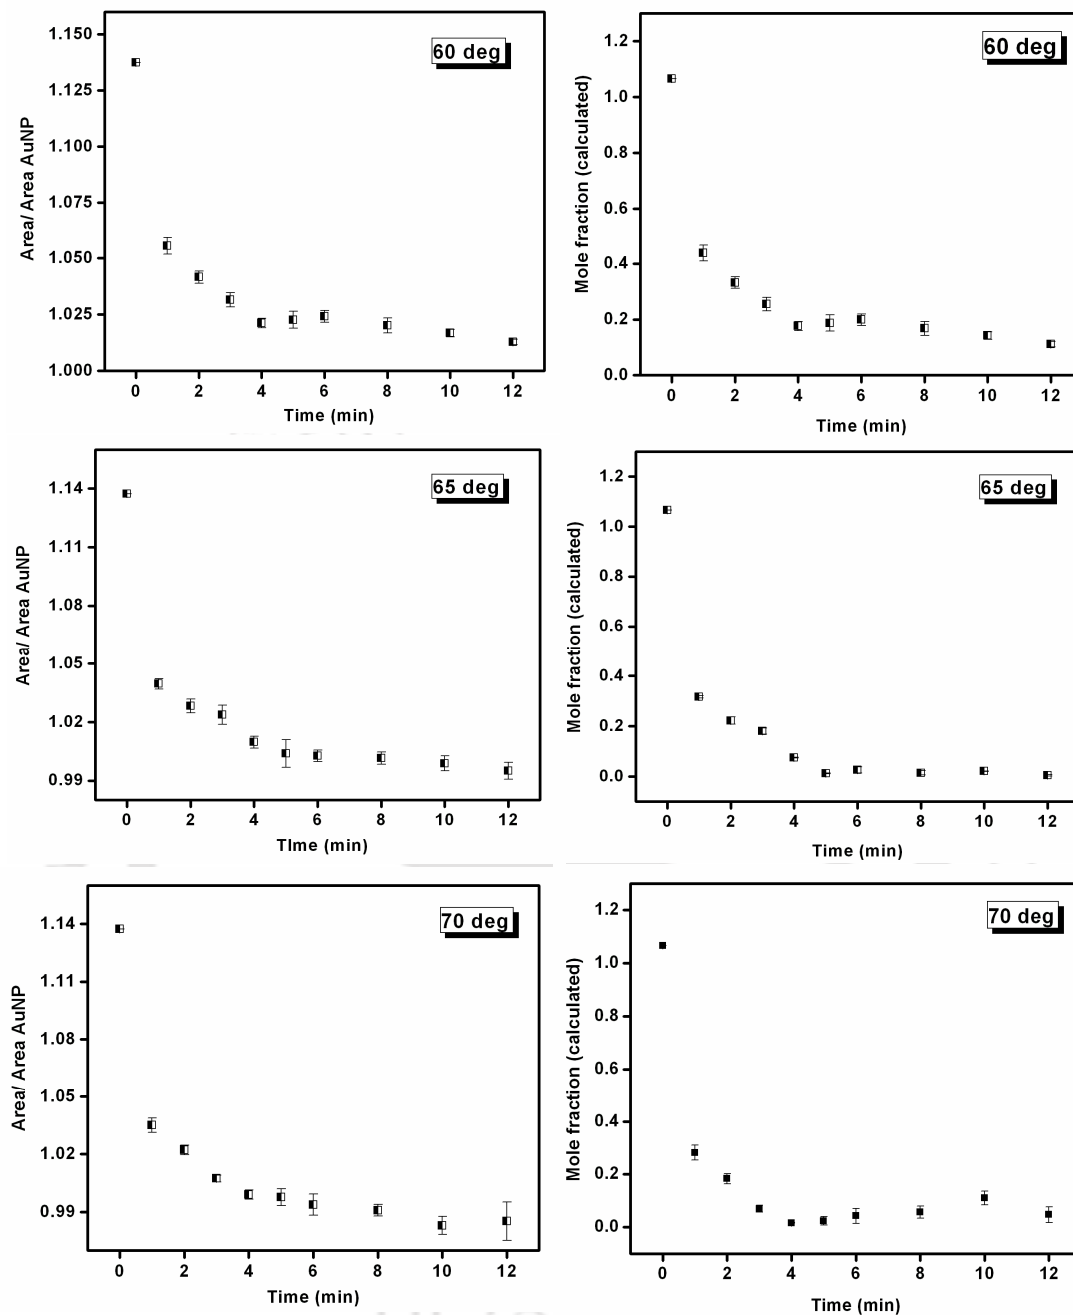 60 deg
Area/ Area AuNP
1.150
1.125
1.100
1.075
1.050
1.025
1.000
0 2 4 6 8 10 12
Time (min)
60 deg
Mole fraction (calculated)
1.2
1.0
0.8
0.6
0.4
0.2
0.0
0 2 4 6 8 10 12
Time (min)
65 deg
Area/ Area AuNP
1.14
1.11
1.08
1.05
1.02
0.99
0 2 4 6 8 10 12
TIme (min)
65 deg
Mole fraction (calculated)
1.2
1.0
0.8
0.6
0.4
0.2
0.0
0 2 4 6 8 10 12
Time (min)
70 deg
Area/ Area AuNP
1.14
1.11
1.08
1.05
1.02
0.99
0 2 4 6 8 10 12
Time (min)
70 deg
Mole fraction (calculated)
1.2
1.0
0.8
0.6
0.4
0.2
0.0
0 2 4 6 8 10 12
Time (min)